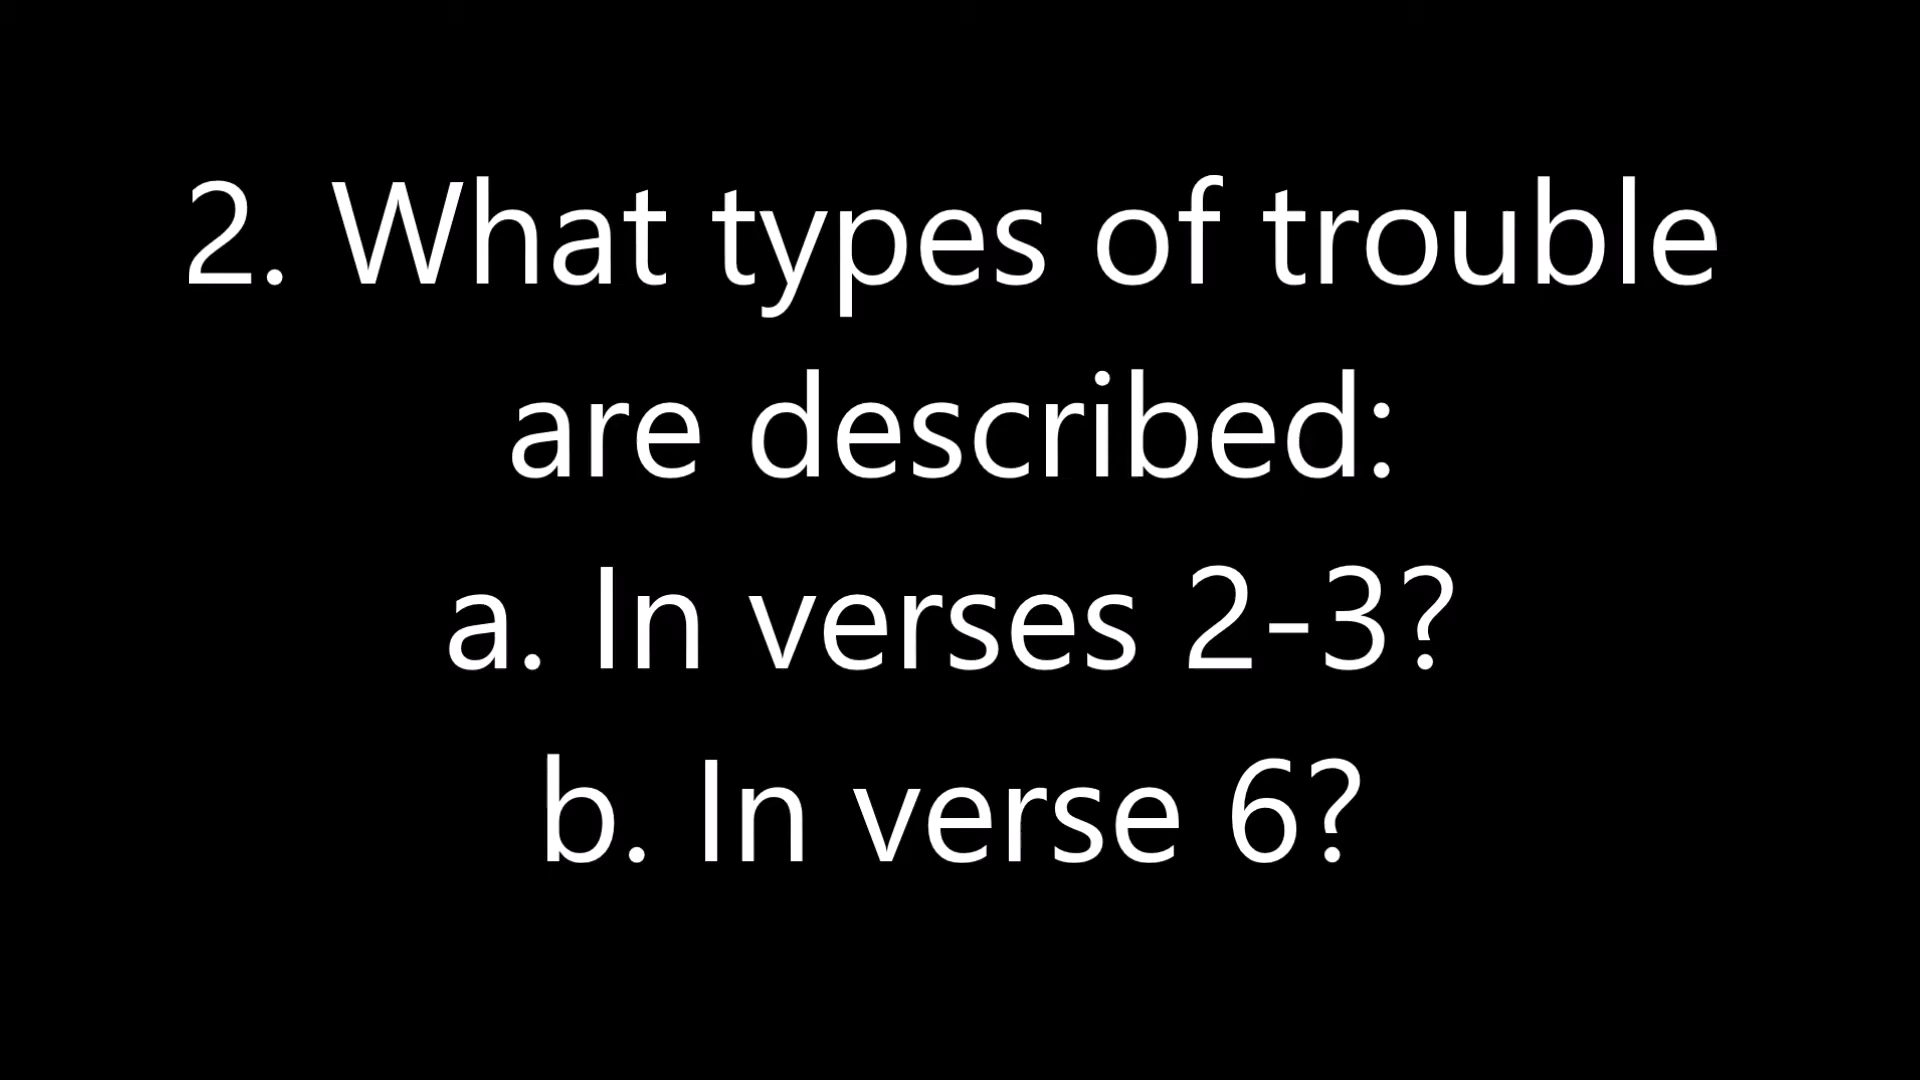 2. What types of trouble
are described:
a. In verses 2-3?
b. In verse 6?